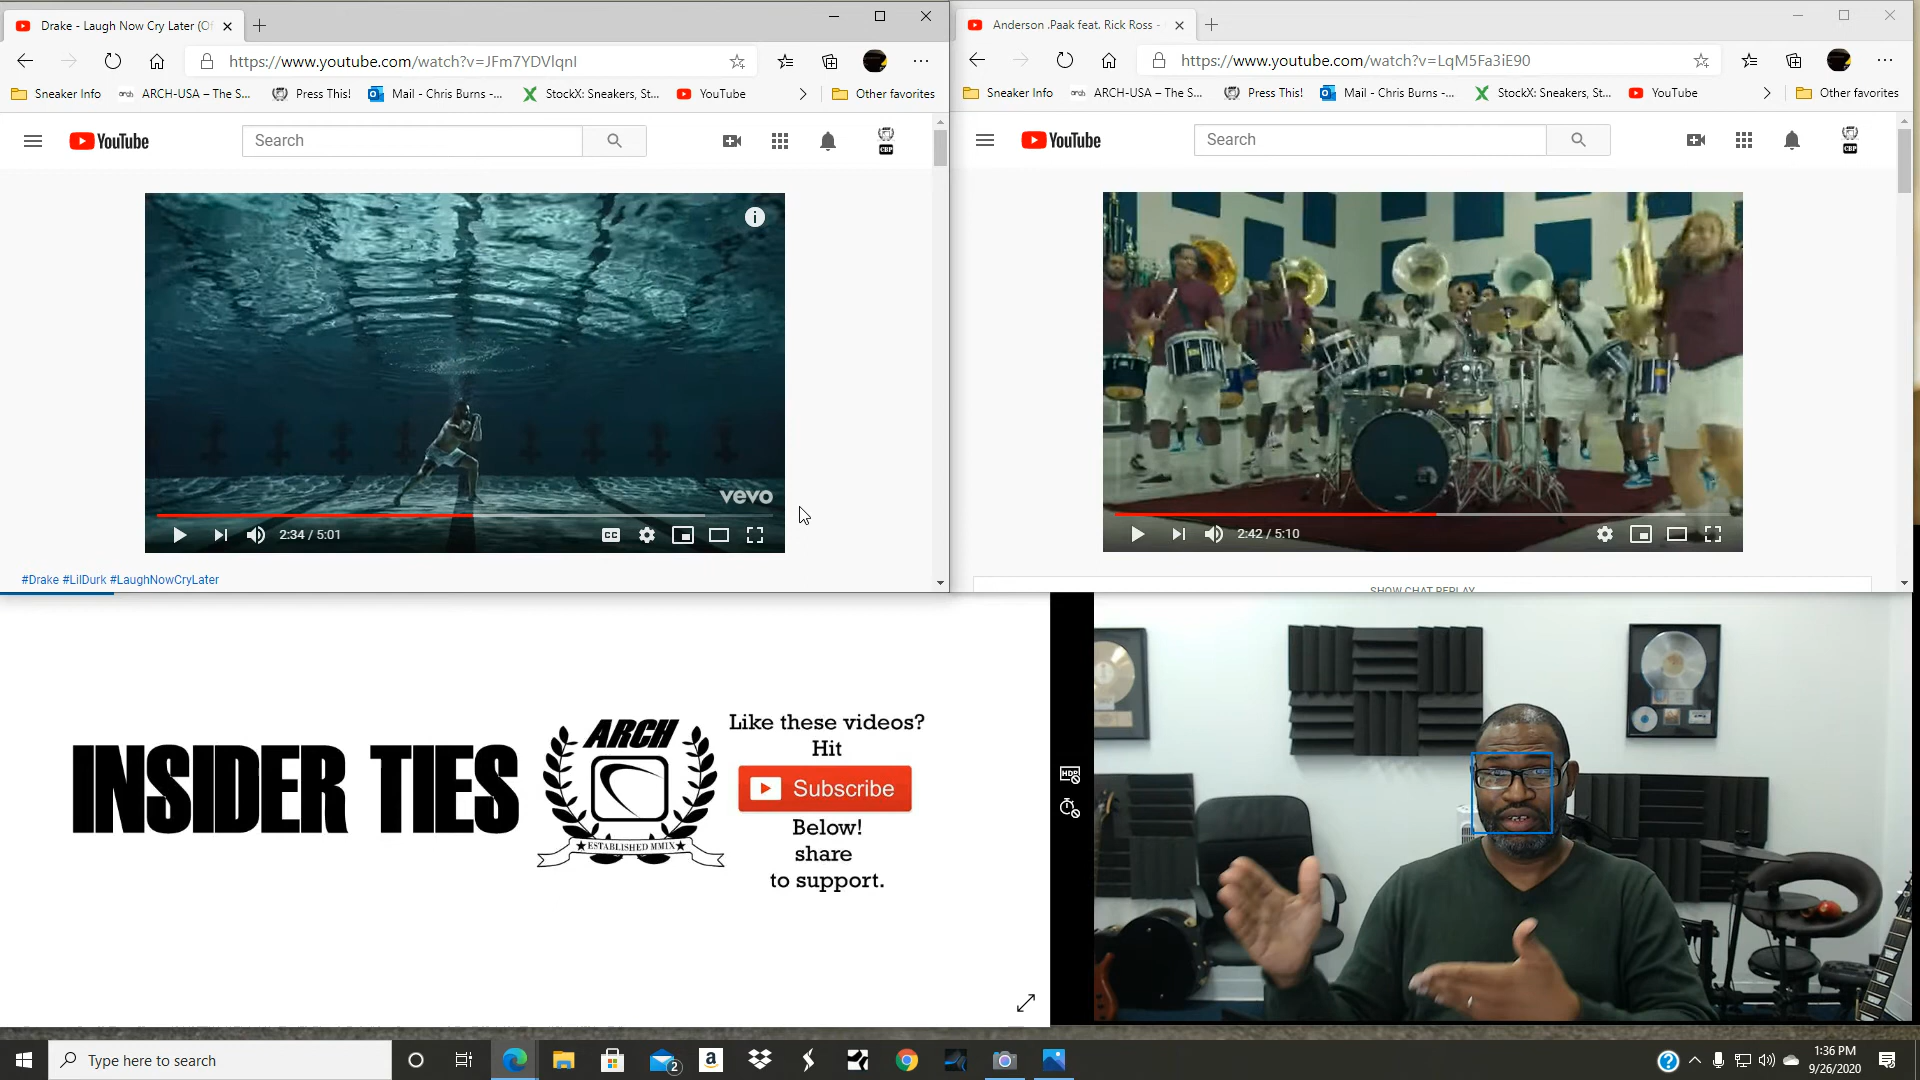 Drake - Laugh Now Cry Later (O
https://www.youtube.com/watch?v=JFm7YDVlqnI
Sneaker Info
ARCH-USA – The S...
Press This!
Mail - Chris Burns -...
StockX: Sneakers, St...
YouTube
Other favorites
YouTube
Search
CBP
vevo
2:34 / 5:01
CC
#Drake #LilDurk #LaughNowCryLater
Anderson .Paak feat. Rick Ross -
https://www.youtube.com/watch?v=LqM5Fa3iE90
Sneaker Info
ARCH-USA – The S...
Press This!
Mail - Chris Burns -...
StockX: Sneakers, St...
YouTube
Other favorites
YouTube
Search
CBP
2:42 / 5:10
SHOW CHAT REPLAY
INSIDER TIES
ARCH
ESTABLISHED MMIX
Like these videos?
Hit
Subscribe
Below!
share
to support.
HDR
Type here to search
2
1:36 PM
9/26/2020